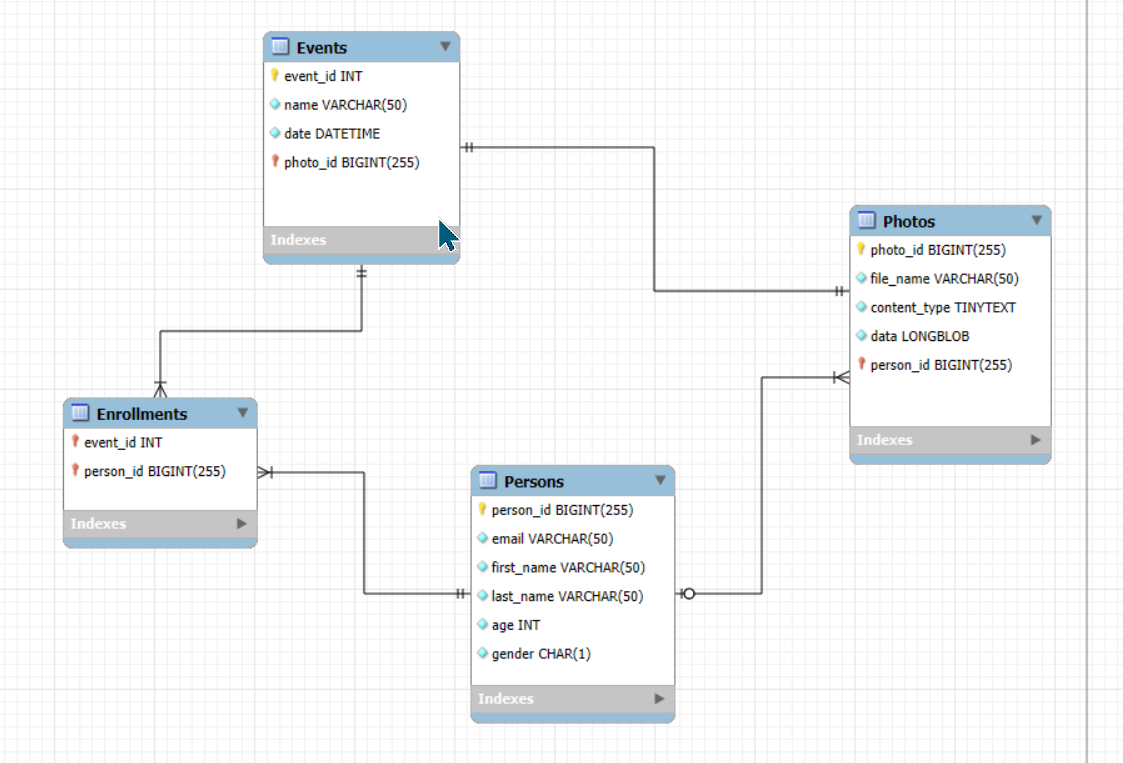 Events
event_id INT
name VARCHAR(50)
date DATETIME
photo_id BIGINT(255)
Indexes
Photos
photo_id BIGINT(255)
file_name VARCHAR(50)
content_type TINYTEXT
data LONGBLOB
person_id BIGINT(255)
Indexes
Enrollments
event_id INT
person_id BIGINT(255)
Indexes
Persons
person_id BIGINT(255)
email VARCHAR(50)
first_name VARCHAR(50)
last_name VARCHAR(50)
age INT
gender CHAR(1)
Indexes